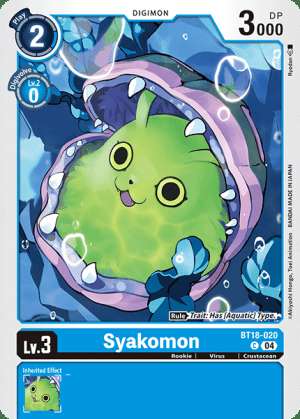 DIGIMON
Play
2
3000
DP
Digivolve
Lv.2
0
Ryodan
©Akiyoshi Hongo, Toei Animation BANDAI MADE IN JAPAN
Rule Trait: Has [Aquatic] Type.
Lv.3
Syakomon
BT18-020
C 04
Rookie Virus Crustacean
Inherited Effect